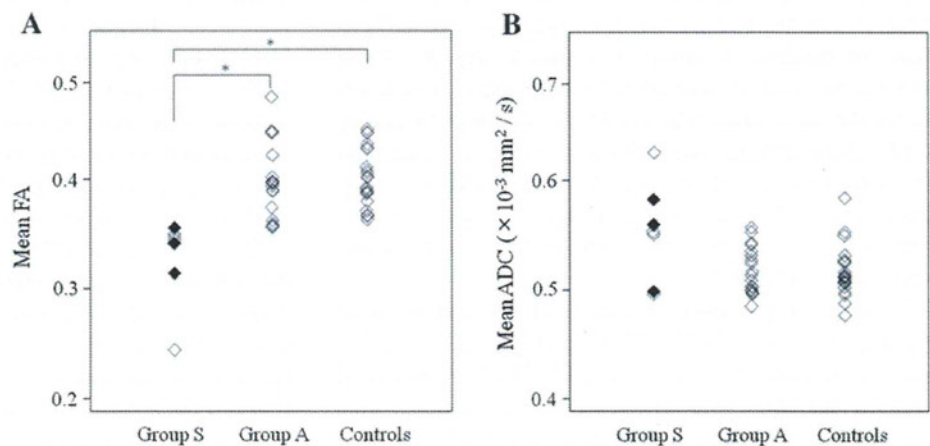 A
*
*
0.5
0.4
0.3
0.2
Mean FA
Group S Group A Controls
B
0.7
0.6
0.5
0.4
Mean ADC (× 10⁻³ mm² / s)
Group S Group A Controls